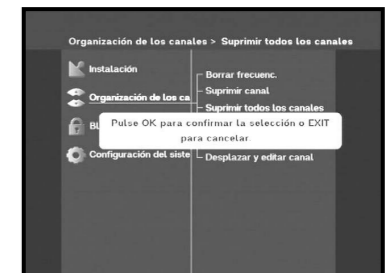 Organización de los canales > Suprimir todos los canales
Instalación
Organización de los ca
Bl
Configuración del siste
Borrar frecuenc.
Suprimir canal
Suprimir todos los canales
Pulse OK para confirmar la selección o EXIT
para cancelar.
Desplazar y editar canal